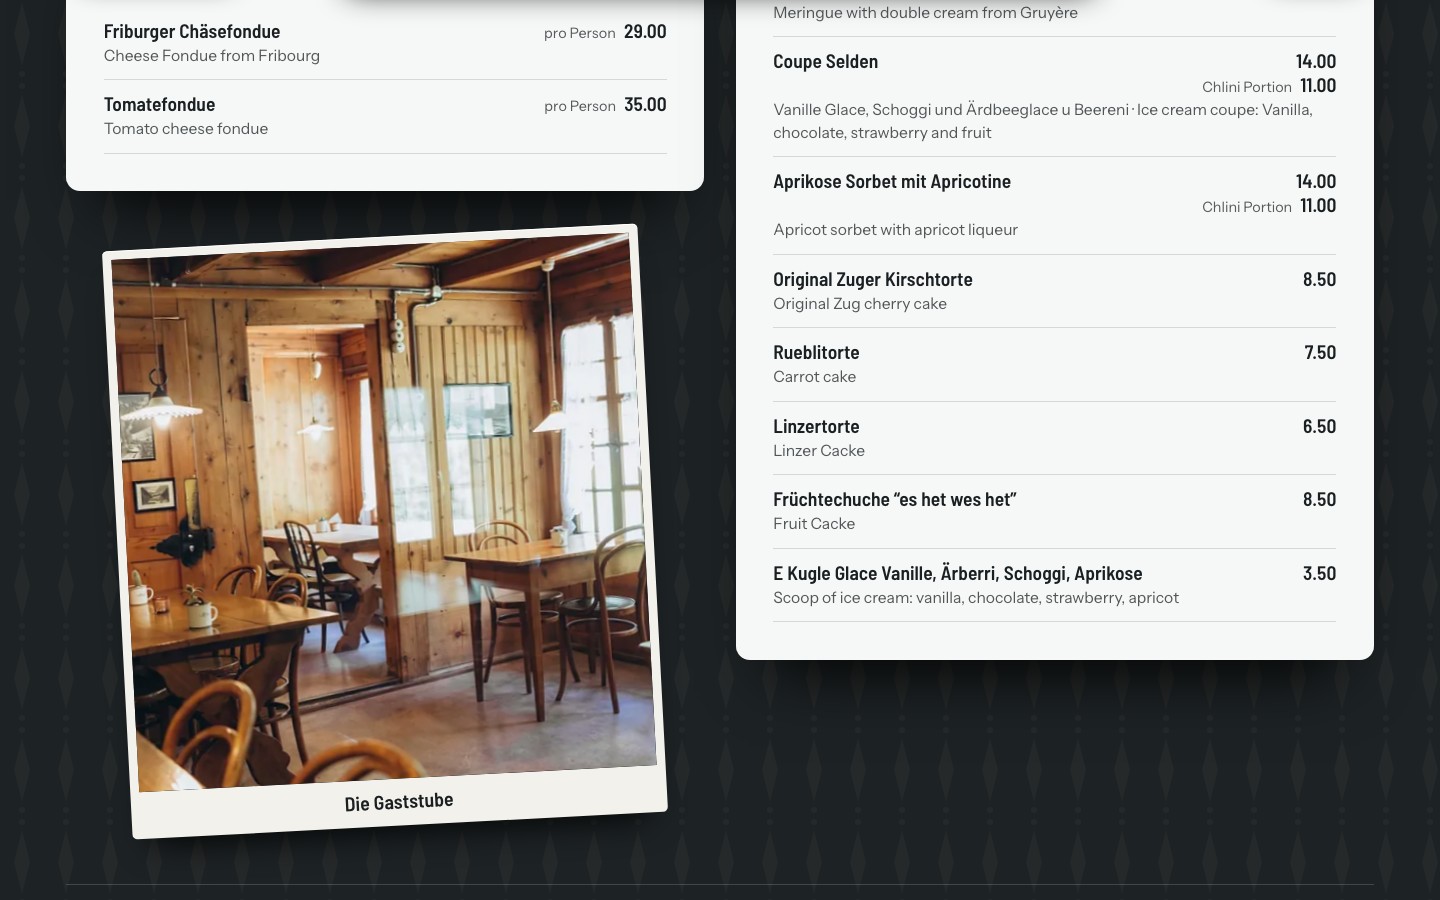 Friburger Chäsefondue pro Person 29.00
Cheese Fondue from Fribourg
Tomatefondue pro Person 35.00
Tomato cheese fondue
Die Gaststube
Meringue with double cream from Gruyère
Coupe Selden 14.00
Chlini Portion 11.00
Vanille Glace, Schoggi und Ärdbeeglace u Beereni · Ice cream coupe: Vanilla,
chocolate, strawberry and fruit
Aprikose Sorbet mit Apricotine 14.00
Chlini Portion 11.00
Apricot sorbet with apricot liqueur
Original Zuger Kirschtorte 8.50
Original Zug cherry cake
Rueblitorte 7.50
Carrot cake
Linzertorte 6.50
Linzer Cacke
Früchtechuche “es het wes het” 8.50
Fruit Cacke
E Kugle Glace Vanille, Ärberri, Schoggi, Aprikose 3.50
Scoop of ice cream: vanilla, chocolate, strawberry, apricot